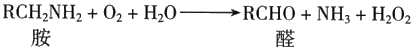 RCH₂NH₂ + O₂ + H₂O ⟶ RCHO + NH₃ + H₂O₂
胺 醛